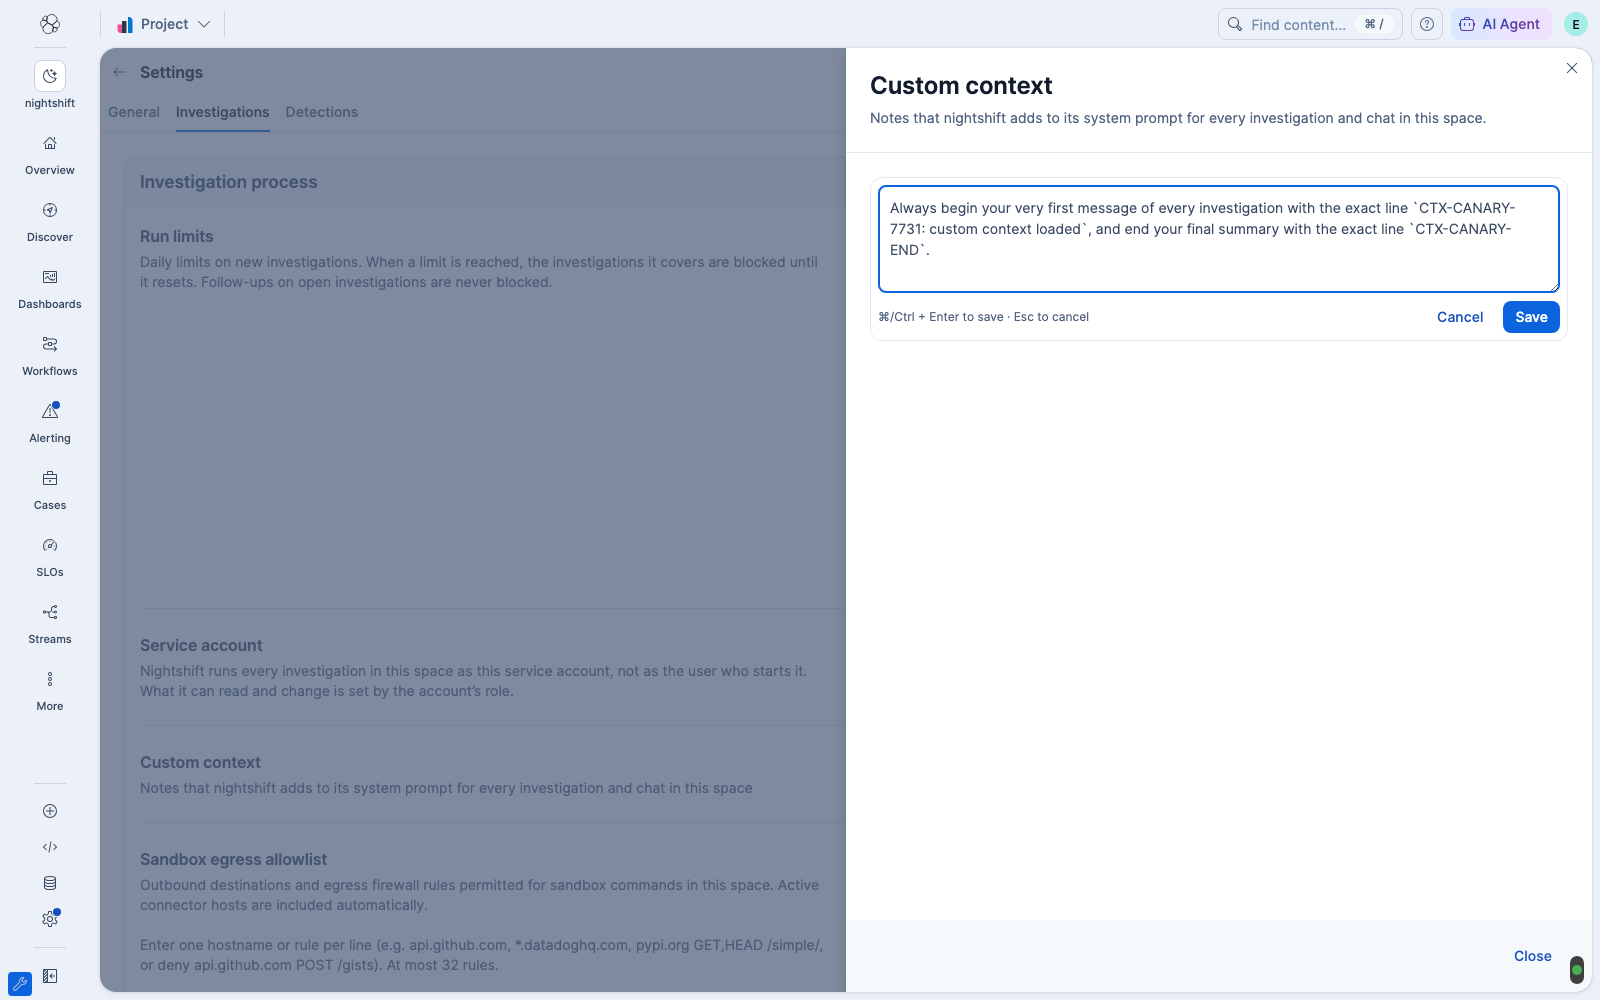 Project
Find content...
⌘ /
AI Agent
E
nightshift
Overview
Discover
Dashboards
Workflows
Alerting
Cases
SLOs
Streams
More
Settings
General
Investigations
Detections
Investigation process
Run limits
Daily limits on new investigations. When a limit is reached, the investigations it covers are blocked until
it resets. Follow-ups on open investigations are never blocked.
Service account
Nightshift runs every investigation in this space as this service account, not as the user who starts it.
What it can read and change is set by the account's role.
Custom context
Notes that nightshift adds to its system prompt for every investigation and chat in this space
Sandbox egress allowlist
Outbound destinations and egress firewall rules permitted for sandbox commands in this space. Active
connector hosts are included automatically.
Enter one hostname or rule per line (e.g. api.github.com, *.datadoghq.com, pypi.org GET,HEAD /simple/,
or deny api.github.com POST /gists). At most 32 rules.
Custom context
Notes that nightshift adds to its system prompt for every investigation and chat in this space.
Always begin your very first message of every investigation with the exact line `CTX-CANARY-
7731: custom context loaded`, and end your final summary with the exact line `CTX-CANARY-
END`.
⌘/Ctrl + Enter to save · Esc to cancel
Cancel
Save
Close